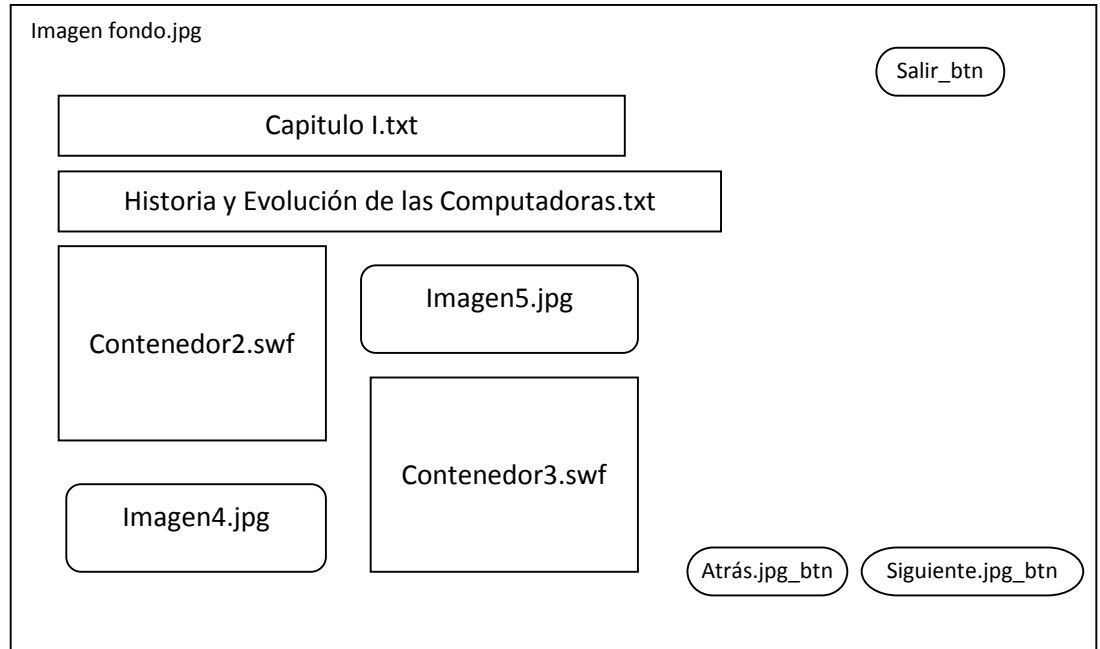 Imagen fondo.jpg
Salir_btn
Capitulo I.txt
Historia y Evolución de las Computadoras.txt
Contenedor2.swf
Imagen5.jpg
Contenedor3.swf
Imagen4.jpg
Atrás.jpg_btn
Siguiente.jpg_btn